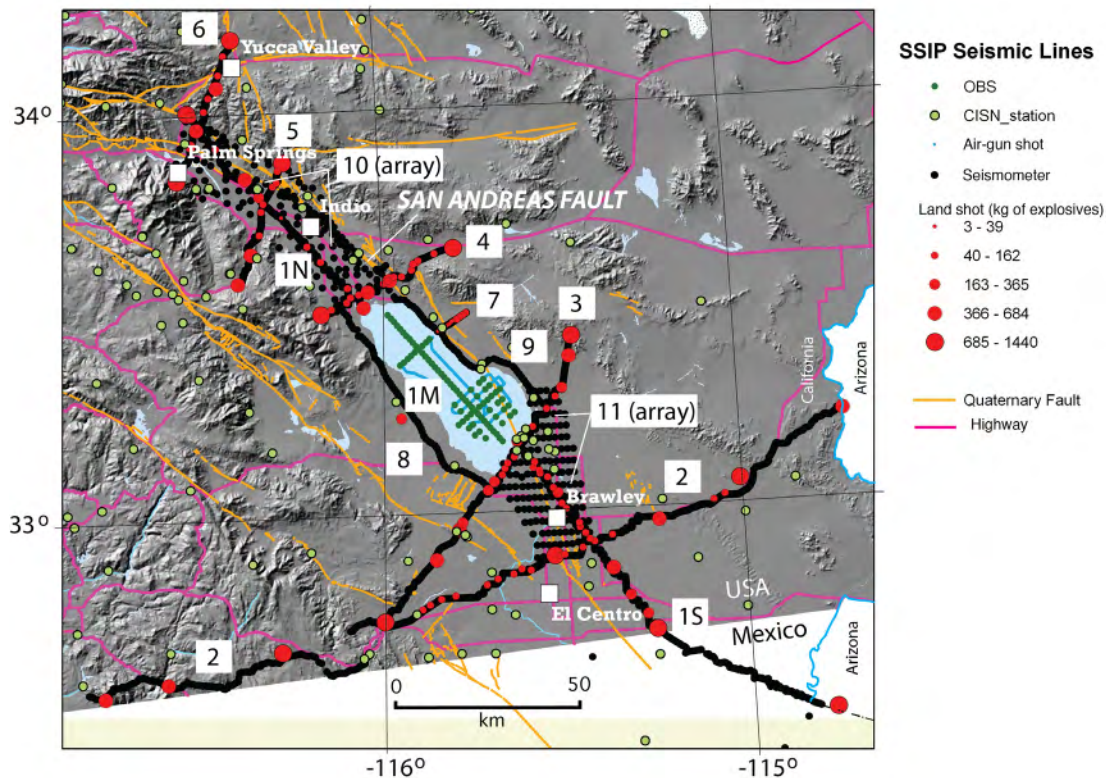 6
Yucca Valley
34°
5
Palm Springs
10 (array)
SAN ANDREAS FAULT
Indio
4
1N
7
3
9
1M
11 (array)
8
2
Brawley
33°
California
Arizona
USA
El Centro
1S
Mexico
Arizona
2
0 50
km
-116° -115°
SSIP Seismic Lines
OBS
CISN_station
Air-gun shot
Seismometer
Land shot (kg of explosives)
3 - 39
40 - 162
163 - 365
366 - 684
685 - 1440
Quaternary Fault
Highway